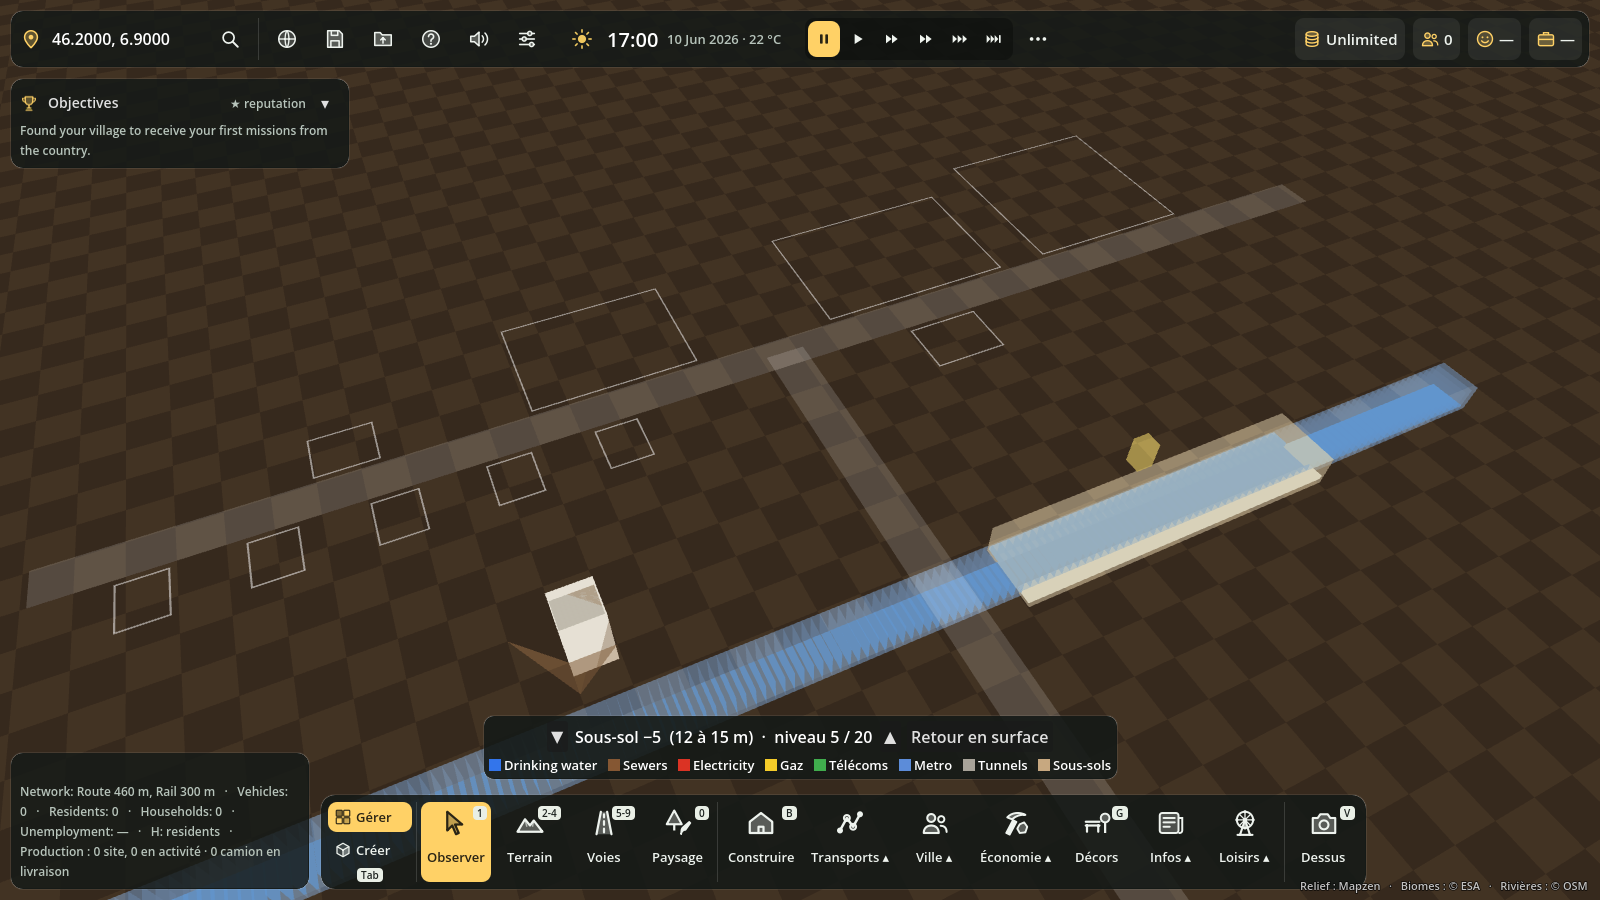 46.2000, 6.9000
17:00 10 Jun 2026 · 22 °C
Unlimited
0
—
—
Objectives ★ reputation ▼
Found your village to receive your first missions from
the country.
▼ Sous-sol −5 (12 à 15 m) · niveau 5 / 20 ▲ Retour en surface
Drinking water Sewers Electricity Gaz Télécoms Metro Tunnels Sous-sols
Network: Route 460 m, Rail 300 m · Vehicles:
0 · Residents: 0 · Households: 0 ·
Unemployment: — · H: residents ·
Production : 0 site, 0 en activité · 0 camion en
livraison
Gérer
Créer
Tab
1 2-4 5-9 0 B G V
Observer Terrain Voies Paysage Construire Transports ▴ Ville ▴ Économie ▴ Décors Infos ▴ Loisirs ▴ Dessus
Relief : Mapzen · Biomes : © ESA · Rivières : © OSM